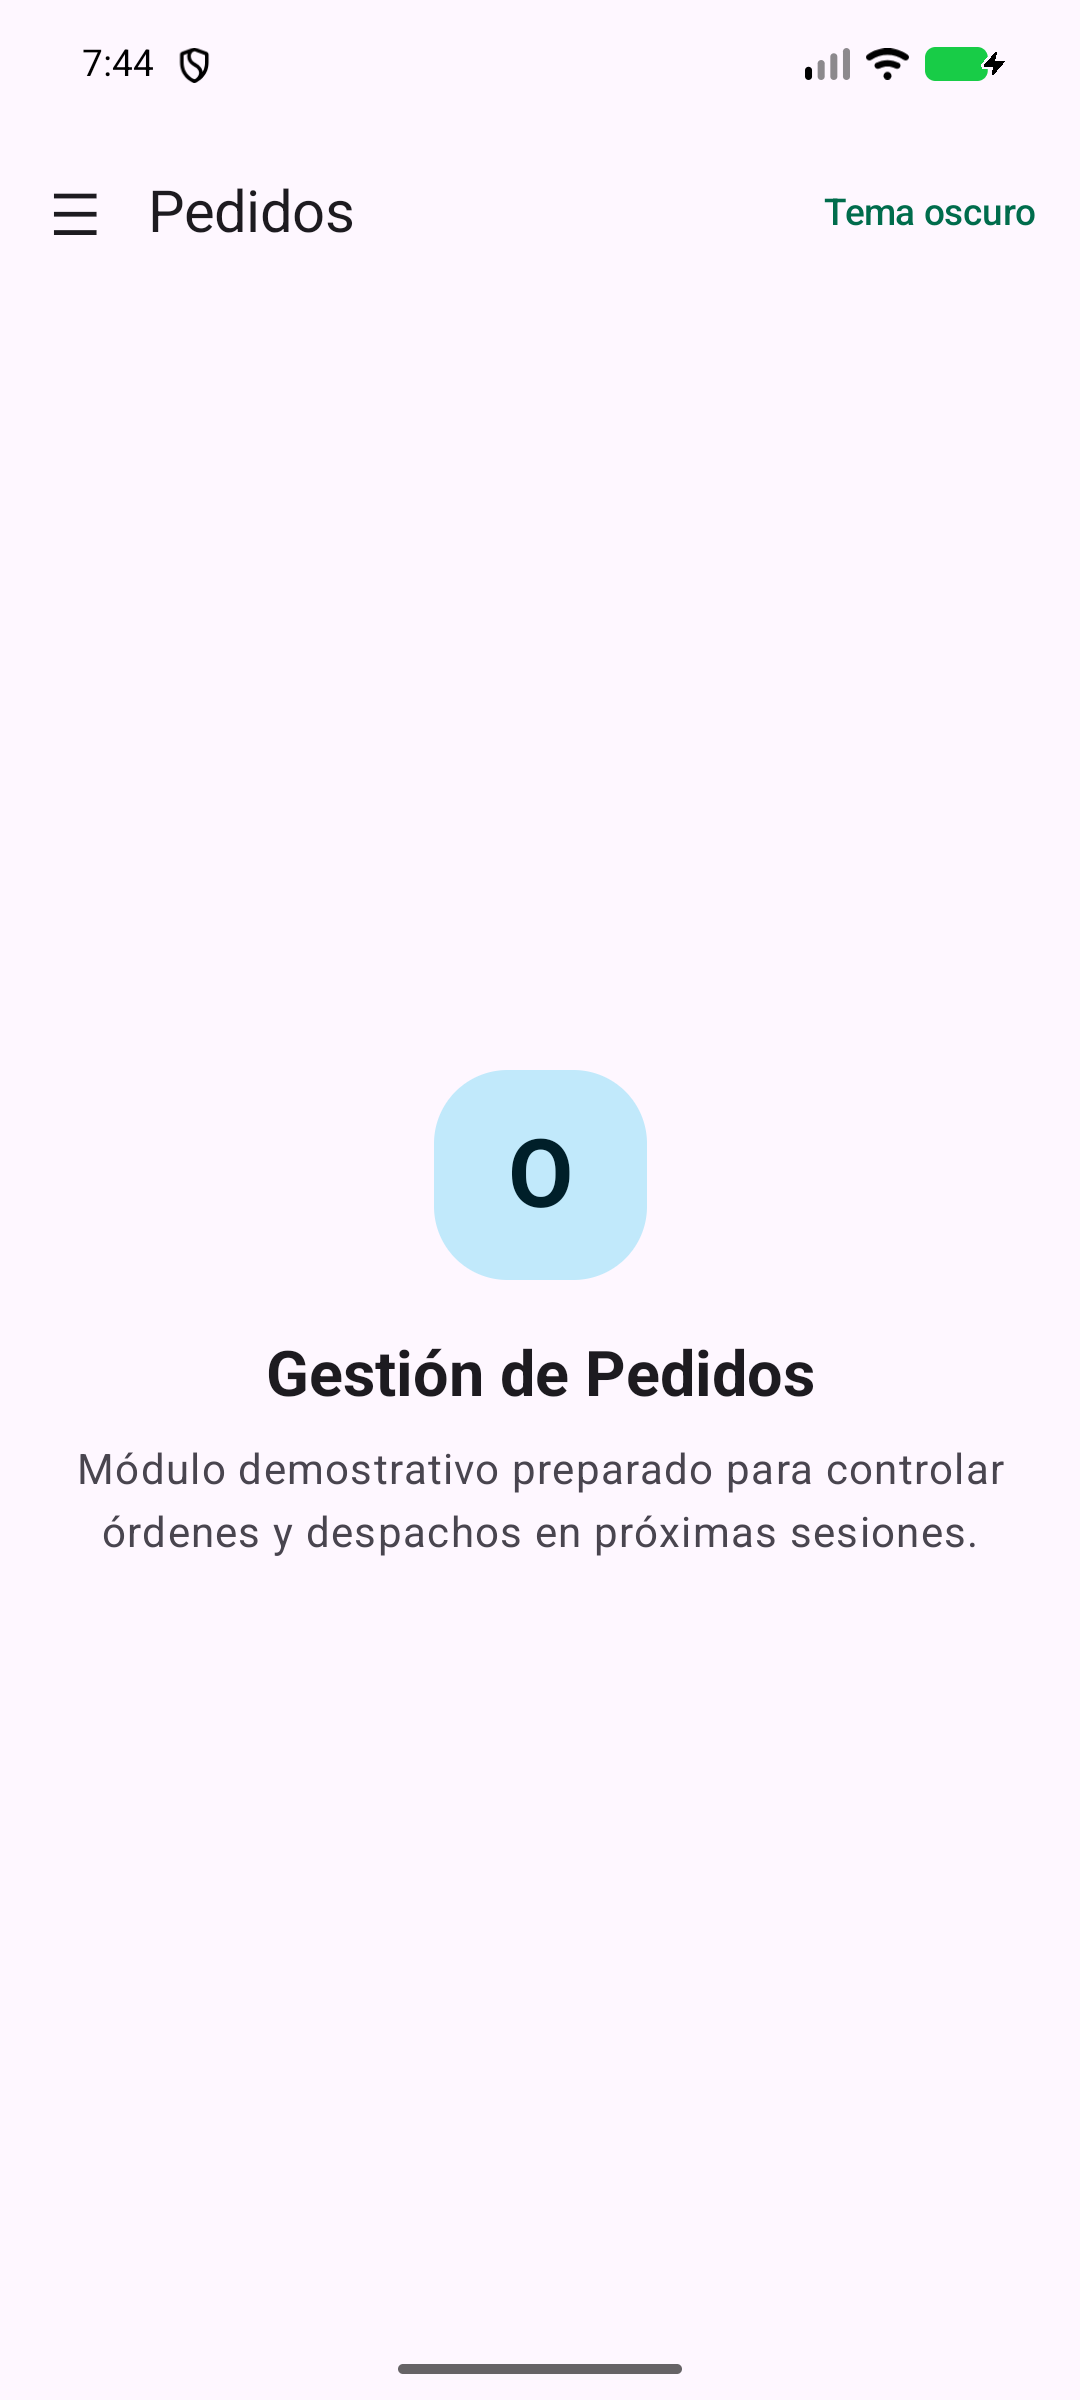 7:44
Pedidos
Tema oscuro
O
Gestión de Pedidos
Módulo demostrativo preparado para controlar
órdenes y despachos en próximas sesiones.